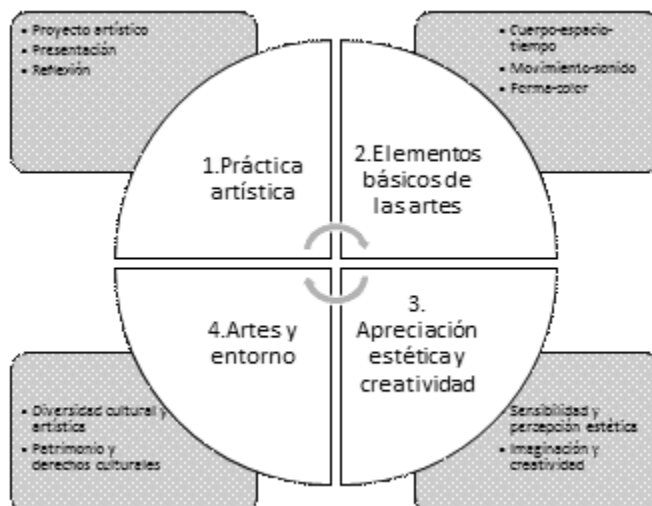 • Proyecto artístico
• Presentación
• Reflexión
• Cuerpo-espacio-
tiempo
• Movimiento-sonido
• Forma-color
1.Práctica
artística
2.Elementos
básicos de
las artes
3.
Apreciación
estética y
creatividad
4.Artes y
entorno
• Diversidad cultural y
artística
• Patrimonio y
derechos culturales
Sensibilidad y
percepción estética
• Imaginación y
creatividad